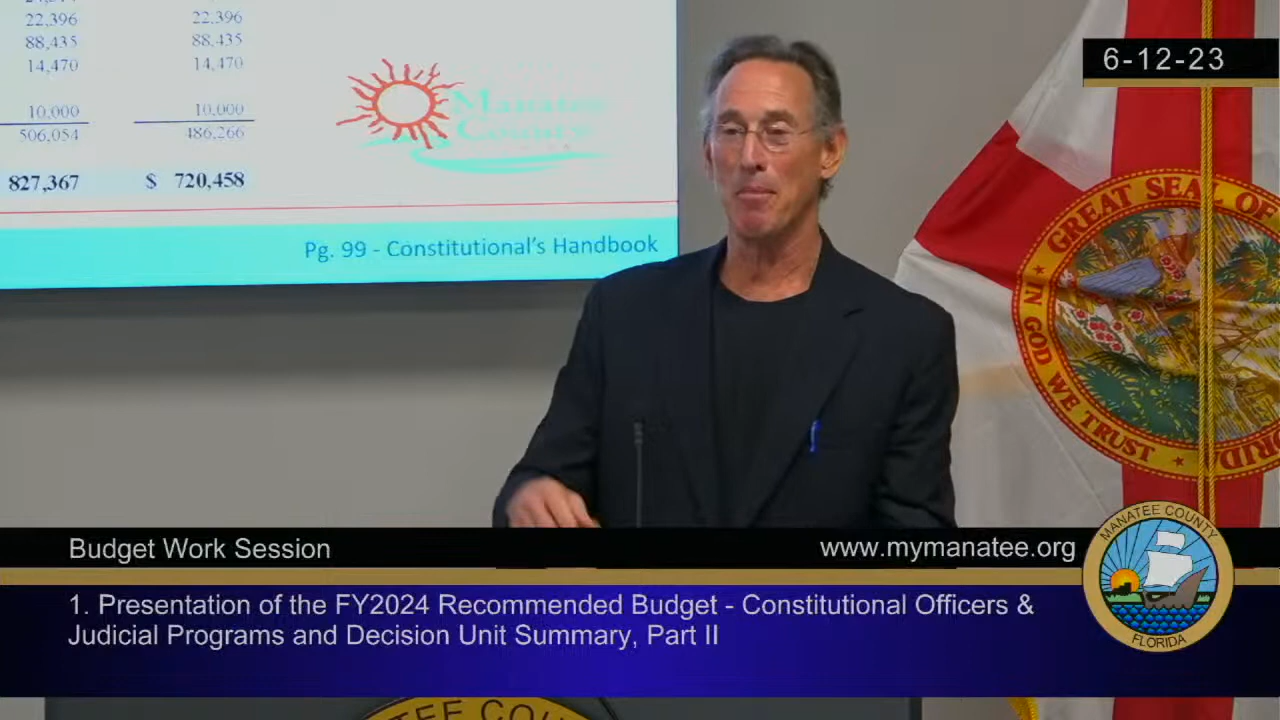 22,396 22,396
88,435 88,435
14,470 14,470
10,000 10,000
506,054 486,266
827,367 $ 720,458
Manatee
County
Pg. 99 - Constitutional's Handbook
6-12-23
GREAT SEAL OF
IN GOD WE TRUST
Budget Work Session
www.mymanatee.org
1. Presentation of the FY2024 Recommended Budget - Constitutional Officers &
Judicial Programs and Decision Unit Summary, Part II
MANATEE COUNTY
FLORIDA